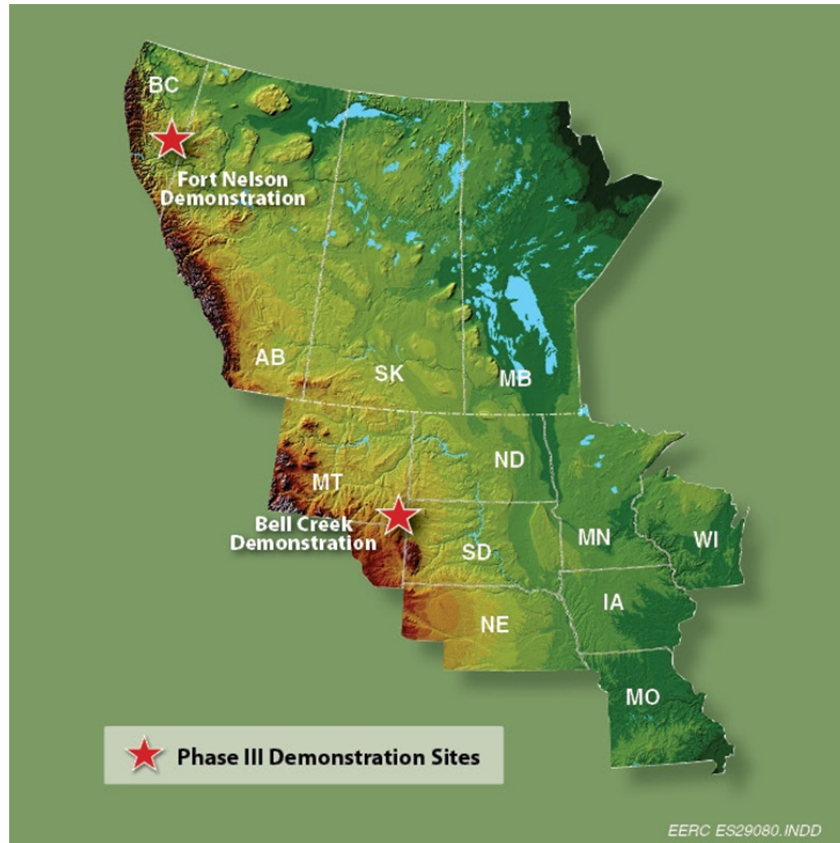 BC
Fort Nelson
Demonstration
AB
SK
MB
ND
MT
Bell Creek
Demonstration
SD
MN
WI
IA
NE
MO
Phase III Demonstration Sites
EERC ES29080.INDD